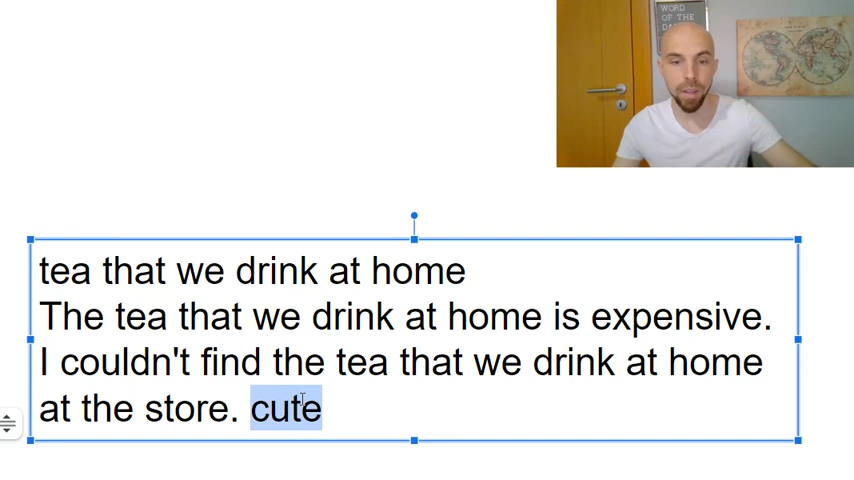 WORD
OF THE
tea that we drink at home
The tea that we drink at home is expensive.
I couldn't find the tea that we drink at home
at the store. cute